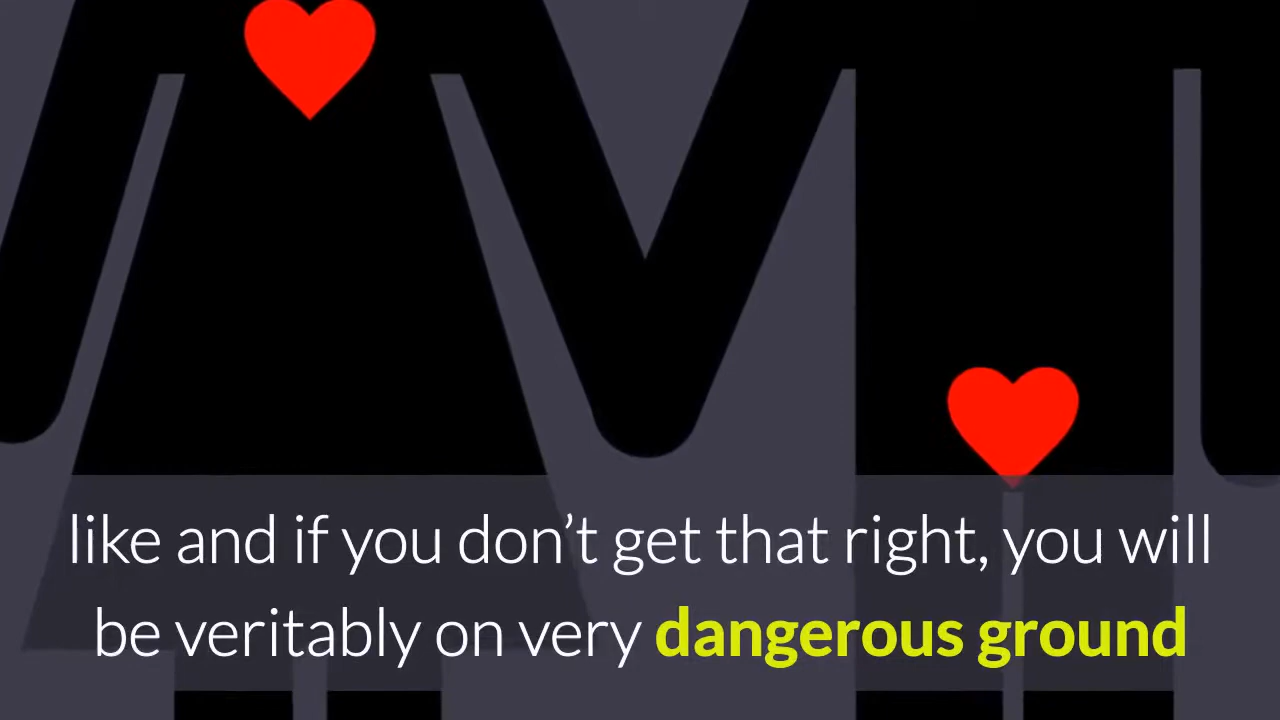 like and if you don’t get that right, you will
be veritably on very dangerous ground